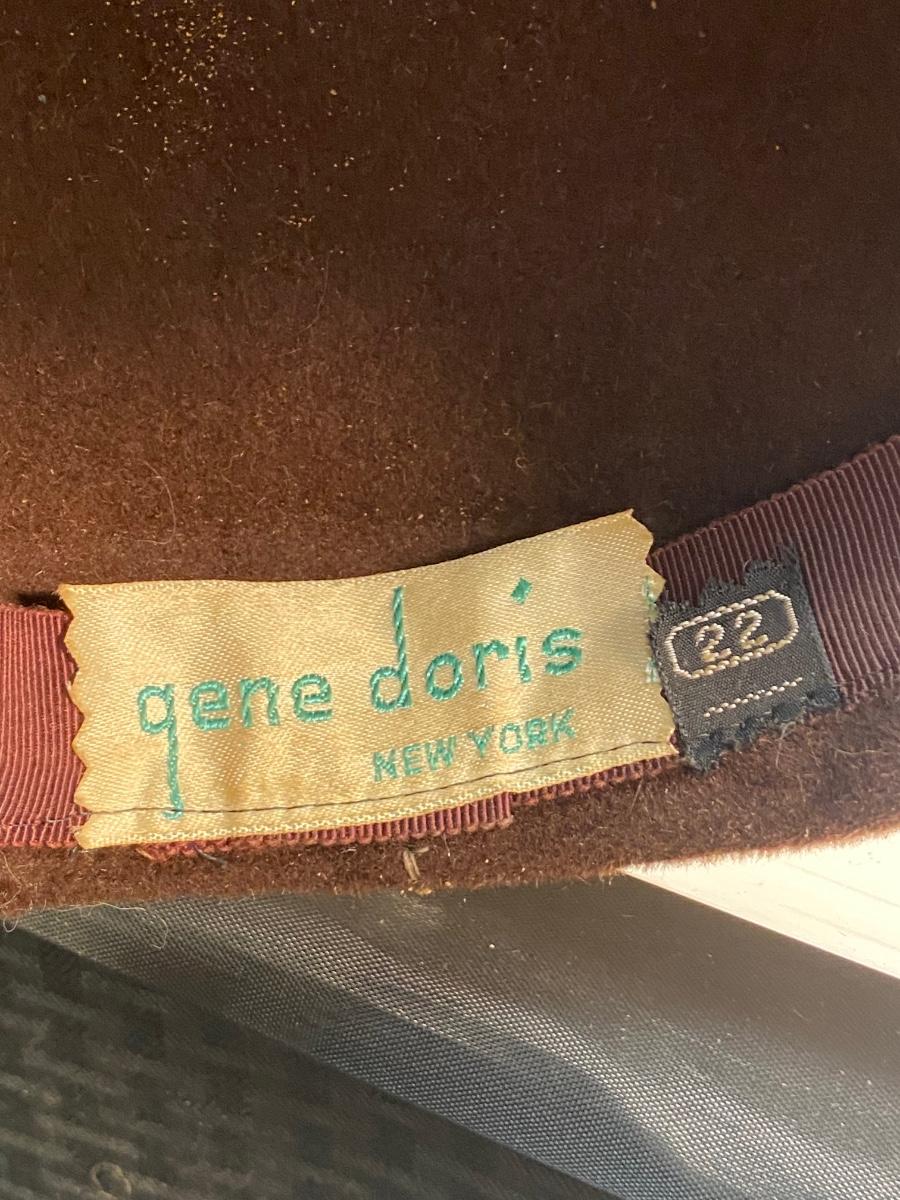 gene doris
NEW YORK
22